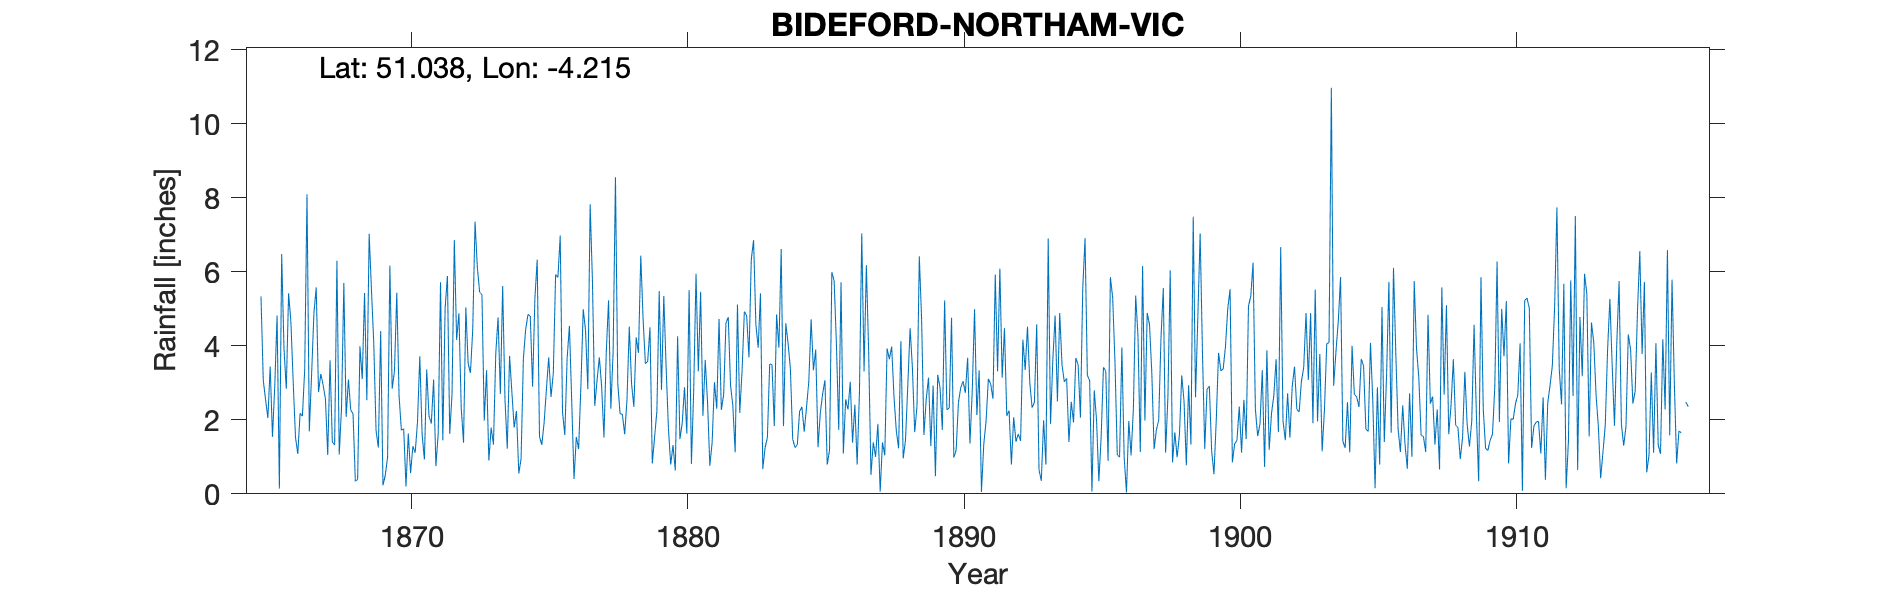 BIDEFORD-NORTHAM-VIC
Lat: 51.038, Lon: -4.215
Rainfall [inches]
12
10
8
6
4
2
0
1870 1880 1890 1900 1910
Year